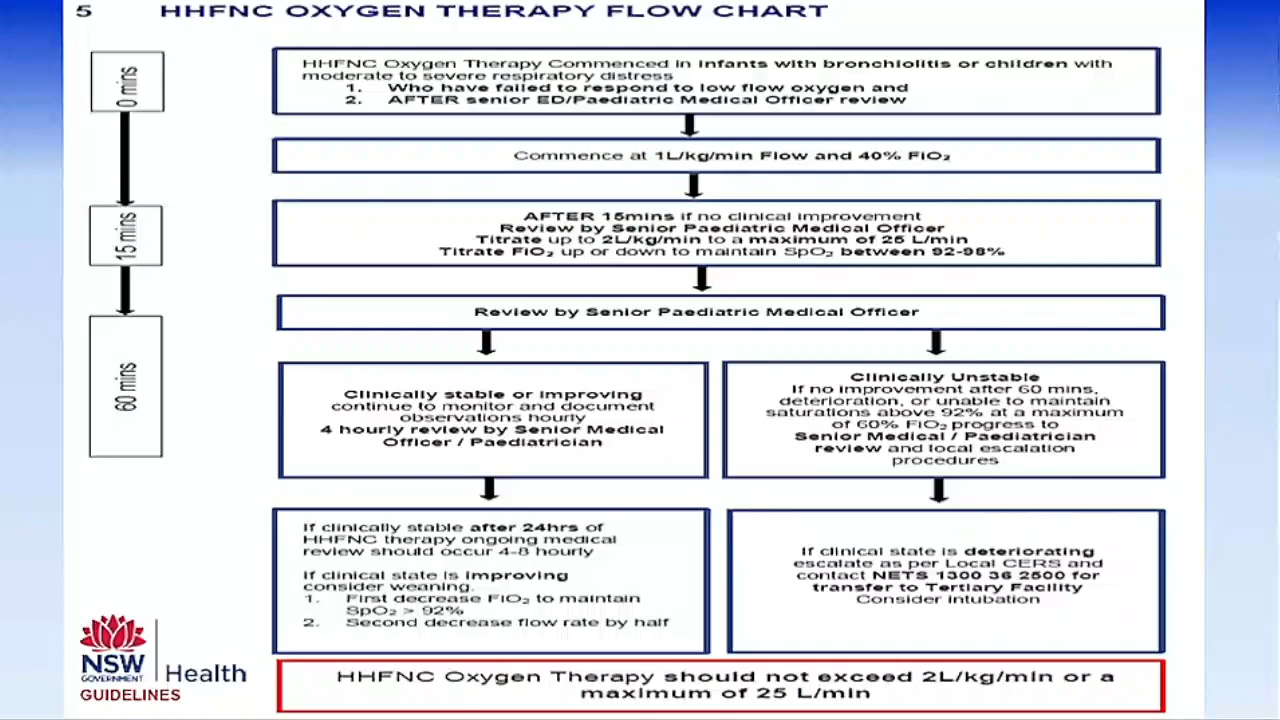 5 HHFNC OXYGEN THERAPY FLOW CHART
0 mins
HHFNC Oxygen Therapy Commenced in infants with bronchiolitis or children with
moderate to severe respiratory distress
1. Who have failed to respond to low flow oxygen and
2. AFTER senior ED/Paediatric Medical Officer review
Commence at 1L/kg/min Flow and 40% FiO₂
15 mins
AFTER 15mins if no clinical improvement
Review by Senior Paediatric Medical Officer
Titrate up to 2L/kg/min to a maximum of 25 L/min
Titrate FiO₂ up or down to maintain SpO₂ between 92-98%
Review by Senior Paediatric Medical Officer
60 mins
Clinically stable or improving
continue to monitor and document
observations hourly
4 hourly review by Senior Medical
Officer / Paediatrician
Clinically Unstable
If no improvement after 60 mins,
deterioration, or unable to maintain
saturations above 92% at a maximum
of 60% FiO₂ progress to
Senior Medical / Paediatrician
review and local escalation
procedures
If clinically stable after 24hrs of
HHFNC therapy ongoing medical
review should occur 4-8 hourly
If clinical state is improving
consider weaning.
1. First decrease FiO₂ to maintain
SpO₂ > 92%
2. Second decrease flow rate by half
If clinical state is deteriorating
escalate as per Local CERS and
contact NETS 1300 36 2500 for
transfer to Tertiary Facility
Consider intubation
NSW
GOVERNMENT
Health
GUIDELINES
HHFNC Oxygen Therapy should not exceed 2L/kg/min or a
maximum of 25 L/min